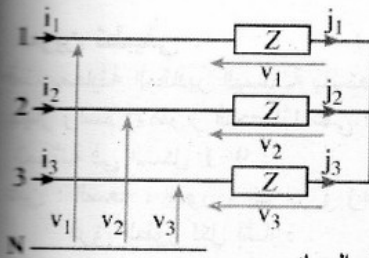 1 i₁ Z j₁
v₁
2 i₂ Z j₂
v₂
3 i₃ Z j₃
v₃
v₁ v₂ v₃
N